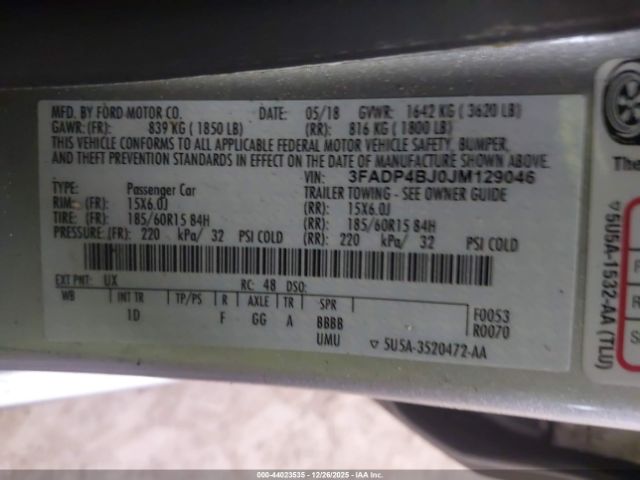 MFD. BY FORD MOTOR CO. DATE: 05/18 GVWR: 1642 KG ( 3620 LB)
GAWR: (FR): 839 KG ( 1850 LB) (RR): 816 KG ( 1800 LB)
THIS VEHICLE CONFORMS TO ALL APPLICABLE FEDERAL MOTOR VEHICLE SAFETY, BUMPER,
AND THEFT PREVENTION STANDARDS IN EFFECT ON THE DATE OF MANUFACTURE SHOWN ABOVE.
VIN: 3FADP4BJ0JM129046
TYPE: Passenger Car TRAILER TOWING - SEE OWNER GUIDE
RIM: (FR): 15X6.0J (RR): 15X6.0J
TIRE: (FR): 185/60R15 84H (RR): 185/60R15 84H
PRESSURE: (FR): 220 kPa/ 32 PSI COLD (RR): 220 kPa/ 32 PSI COLD
EXT PNT: UX RC: 48 DSO:
WB INT TR TP/PS R AXLE TR SPR
1D F GG A BBBB F0053
UMU R0070
▽ 5U5A-3520472-AA
The
▽5U5A-1532-AA (TLU)
000-44023535 - 12/26/2025 - IAA Inc.